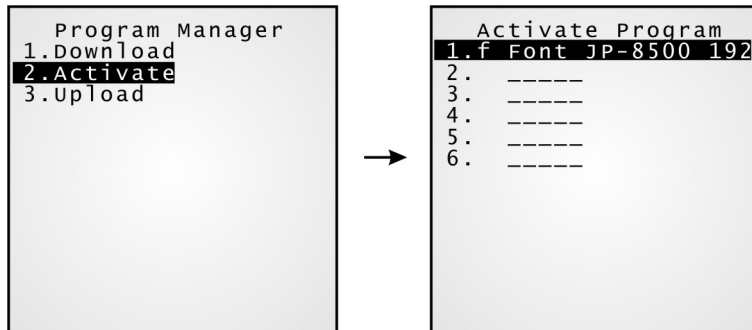 Program Manager
1.Download
2.Activate
3.Upload
Activate Program
1.f Font JP-8500 192
2. _____
3. _____
4. _____
5. _____
6. _____